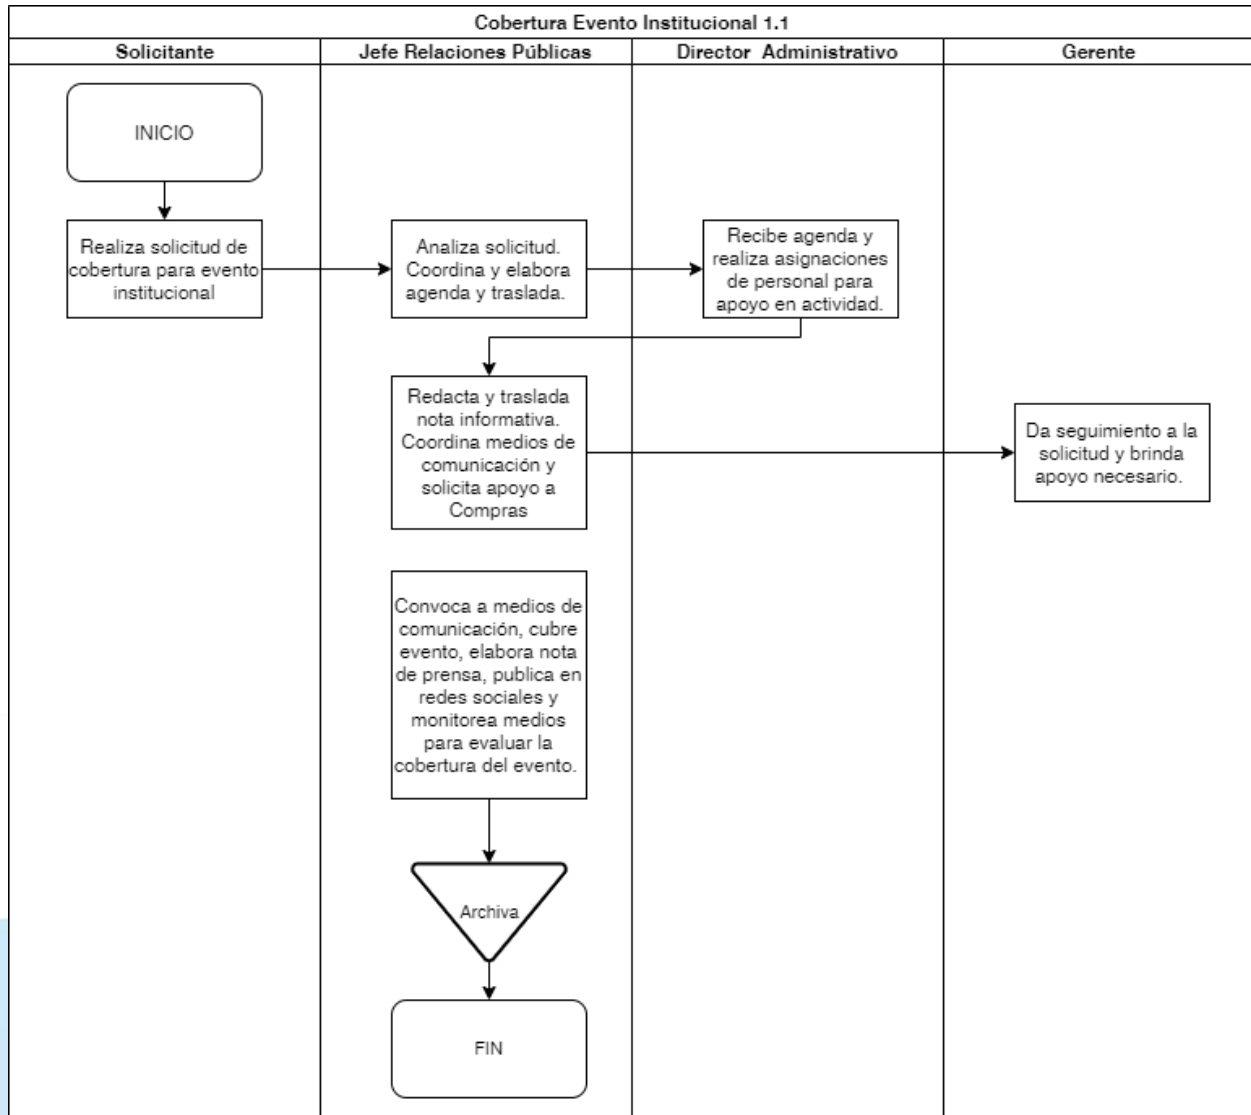 Cobertura Evento Institucional 1.1
Solicitante
Jefe Relaciones Públicas
Director Administrativo
Gerente
INICIO
Realiza solicitud de
cobertura para evento
institucional
Analiza solicitud.
Coordina y elabora
agenda y traslada.
Recibe agenda y
realiza asignaciones
de personal para
apoyo en actividad.
Redacta y traslada
nota informativa.
Coordina medios de
comunicación y
solicita apoyo a
Compras
Da seguimiento a la
solicitud y brinda
apoyo necesario.
Convoca a medios de
comunicación, cubre
evento, elabora nota
de prensa, publica en
redes sociales y
monitorea medios
para evaluar la
cobertura del evento.
Archiva
FIN